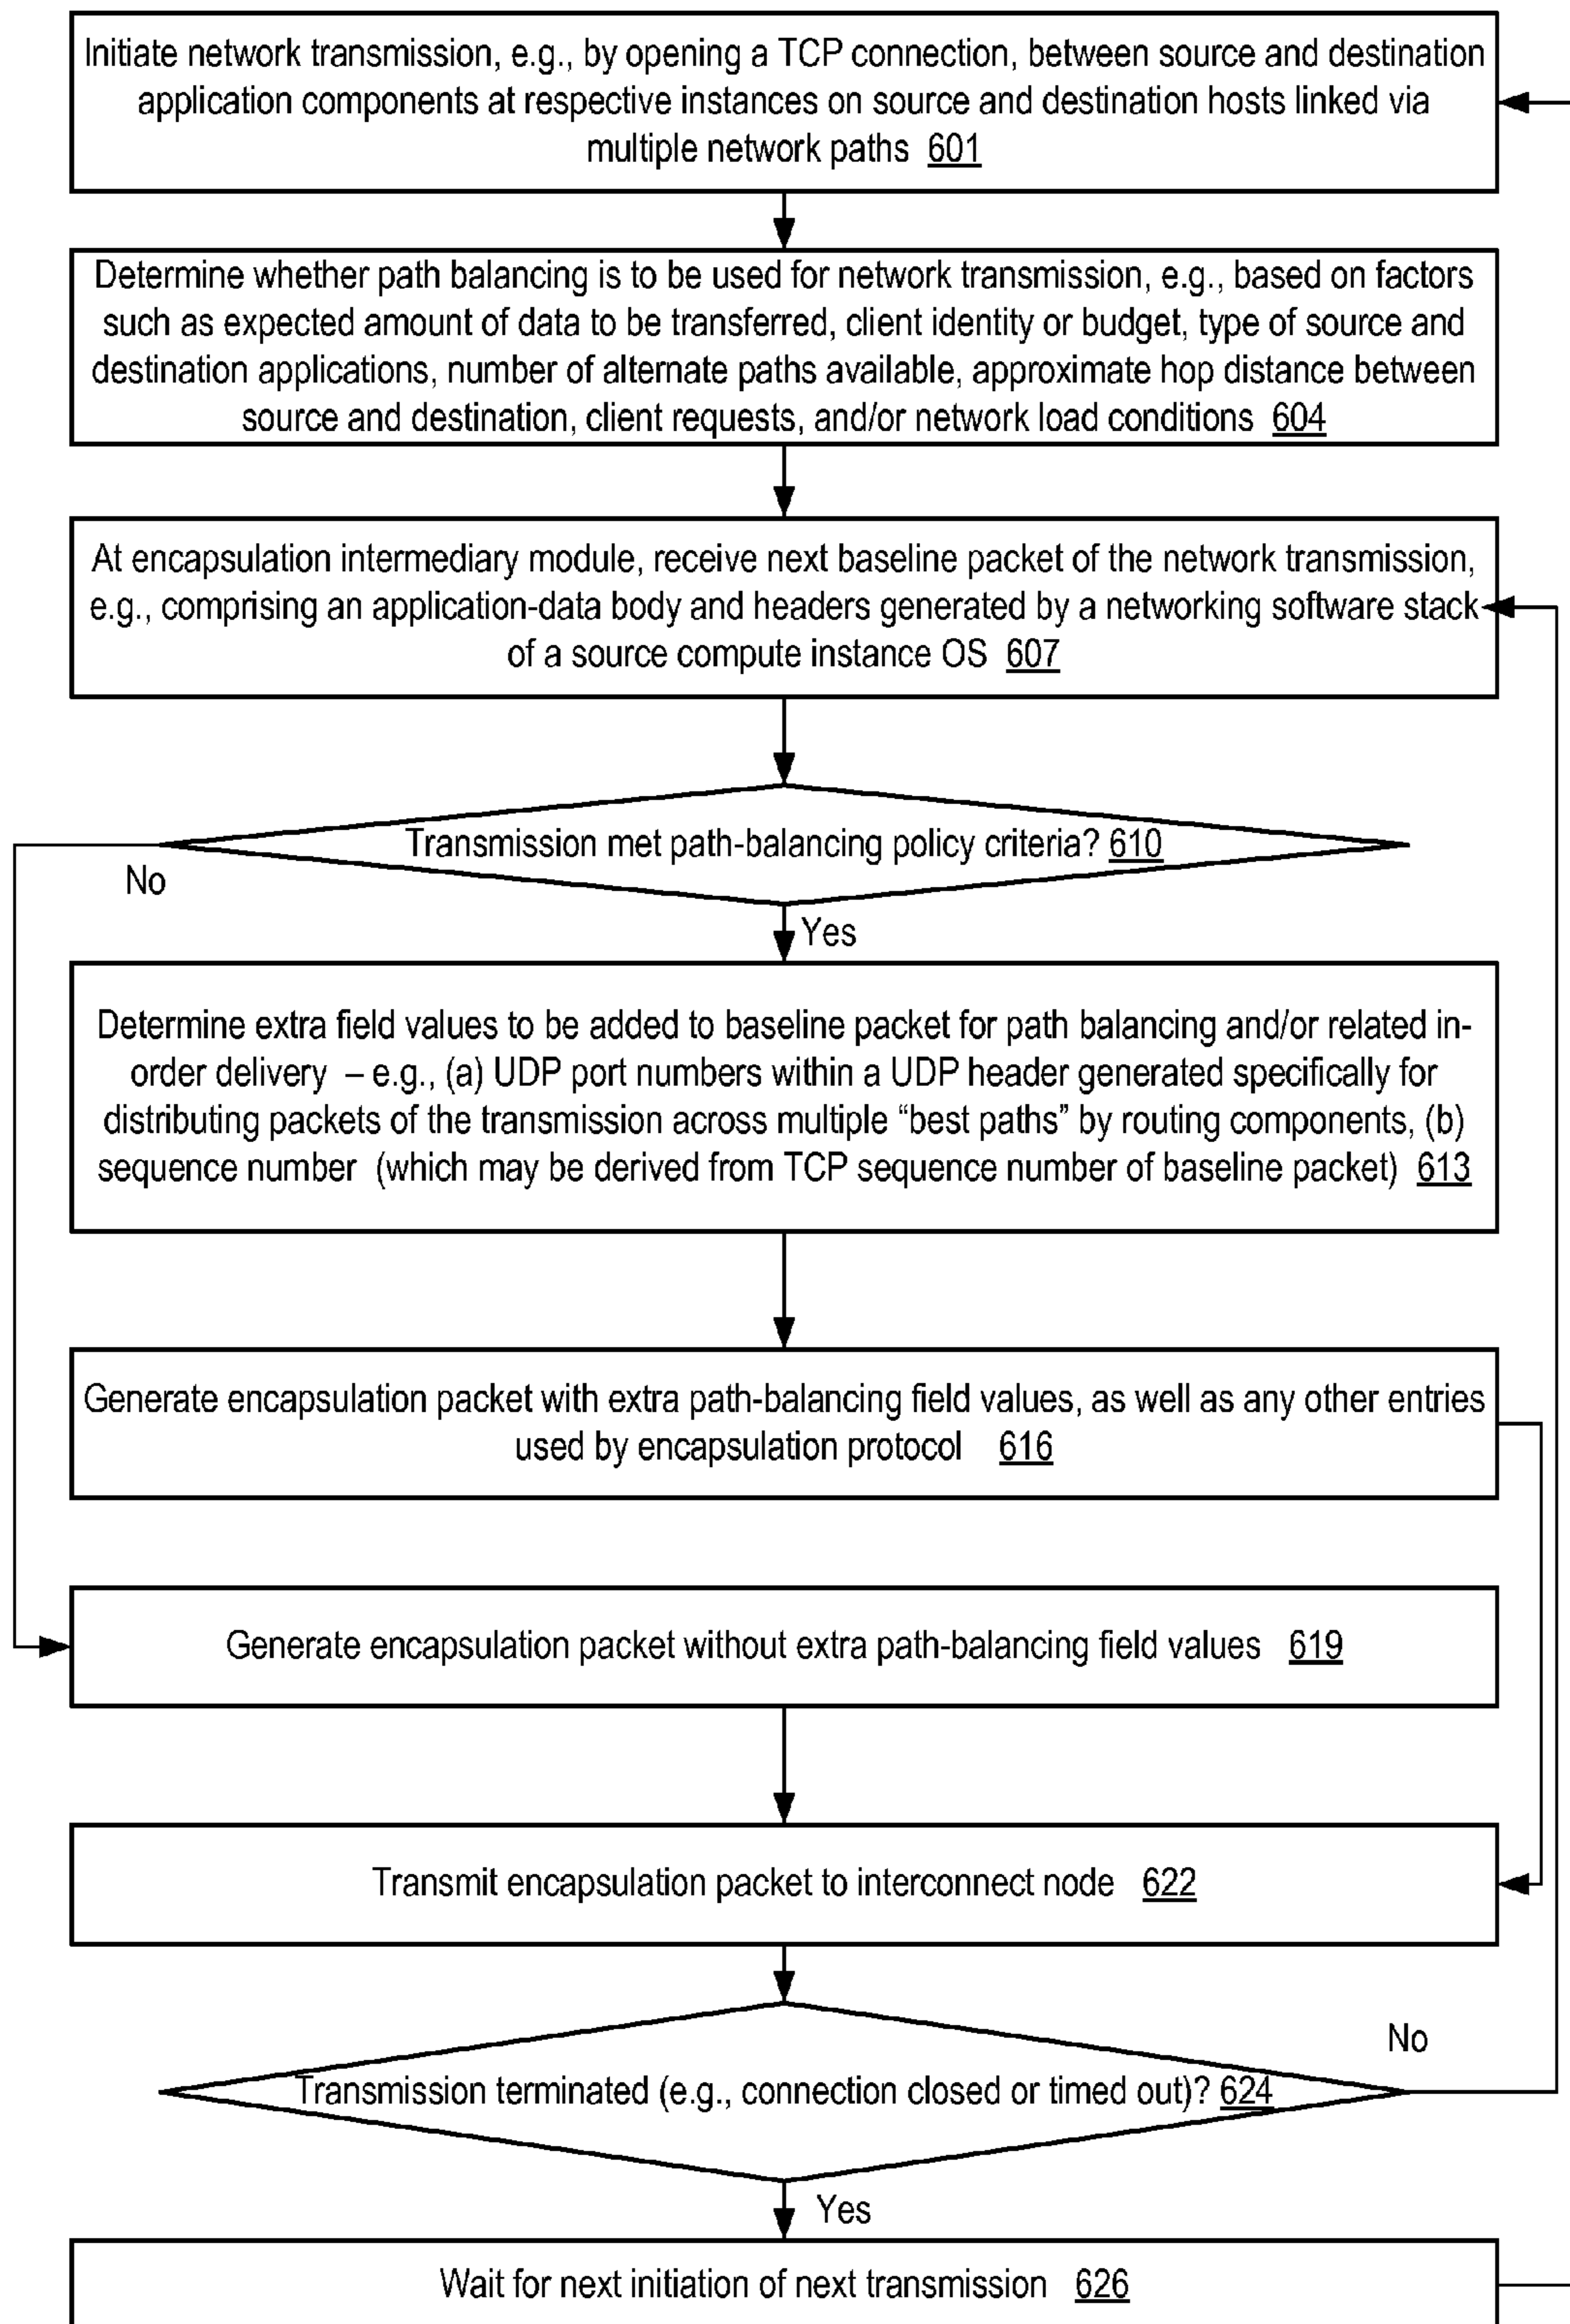 Initiate network transmission, e.g., by opening a TCP connection, between source and destination
application components at respective instances on source and destination hosts linked via
multiple network paths 601
Determine whether path balancing is to be used for network transmission, e.g., based on factors
such as expected amount of data to be transferred, client identity or budget, type of source and
destination applications, number of alternate paths available, approximate hop distance between
source and destination, client requests, and/or network load conditions 604
At encapsulation intermediary module, receive next baseline packet of the network transmission,
e.g., comprising an application-data body and headers generated by a networking software stack
of a source compute instance OS 607
Transmission met path-balancing policy criteria? 610
No
Yes
Determine extra field values to be added to baseline packet for path balancing and/or related in-
order delivery – e.g., (a) UDP port numbers within a UDP header generated specifically for
distributing packets of the transmission across multiple “best paths” by routing components, (b)
sequence number (which may be derived from TCP sequence number of baseline packet) 613
Generate encapsulation packet with extra path-balancing field values, as well as any other entries
used by encapsulation protocol 616
Generate encapsulation packet without extra path-balancing field values 619
Transmit encapsulation packet to interconnect node 622
No
Transmission terminated (e.g., connection closed or timed out)? 624
Yes
Wait for next initiation of next transmission 626